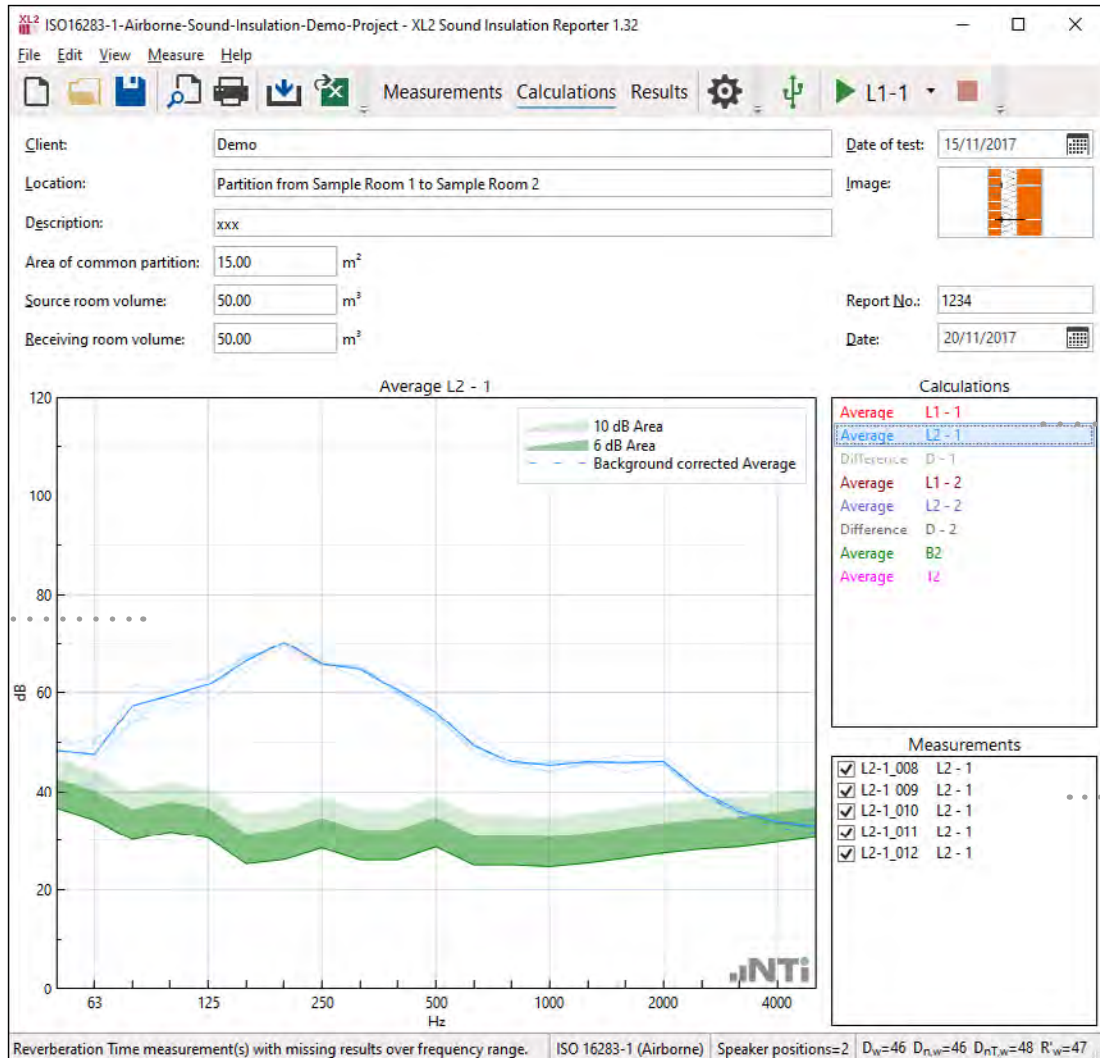 XL2 ISO16283-1-Airborne-Sound-Insulation-Demo-Project - XL2 Sound Insulation Reporter 1.32
File Edit View Measure Help
Measurements Calculations Results L1-1
Client: Demo Date of test: 15/11/2017
Location: Partition from Sample Room 1 to Sample Room 2 Image:
Description: xxx
Area of common partition: 15.00 m²
Source room volume: 50.00 m³ Report No.: 1234
Receiving room volume: 50.00 m³ Date: 20/11/2017
Average L2 - 1
10 dB Area
6 dB Area
Background corrected Average
120
100
80
60
40
20
0
dB
63 125 250 500 1000 2000 4000
Hz
NTi
Calculations
Average L1 - 1
Average L2 - 1
Difference D - 1
Average L1 - 2
Average L2 - 2
Difference D - 2
Average B2
Average T2
Measurements
L2-1_008 L2 - 1
L2-1_009 L2 - 1
L2-1_010 L2 - 1
L2-1_011 L2 - 1
L2-1_012 L2 - 1
Reverberation Time measurement(s) with missing results over frequency range. ISO 16283-1 (Airborne) Speaker positions=2 Dw=46 Dn,w=46 DnT,w=48 R'w=47